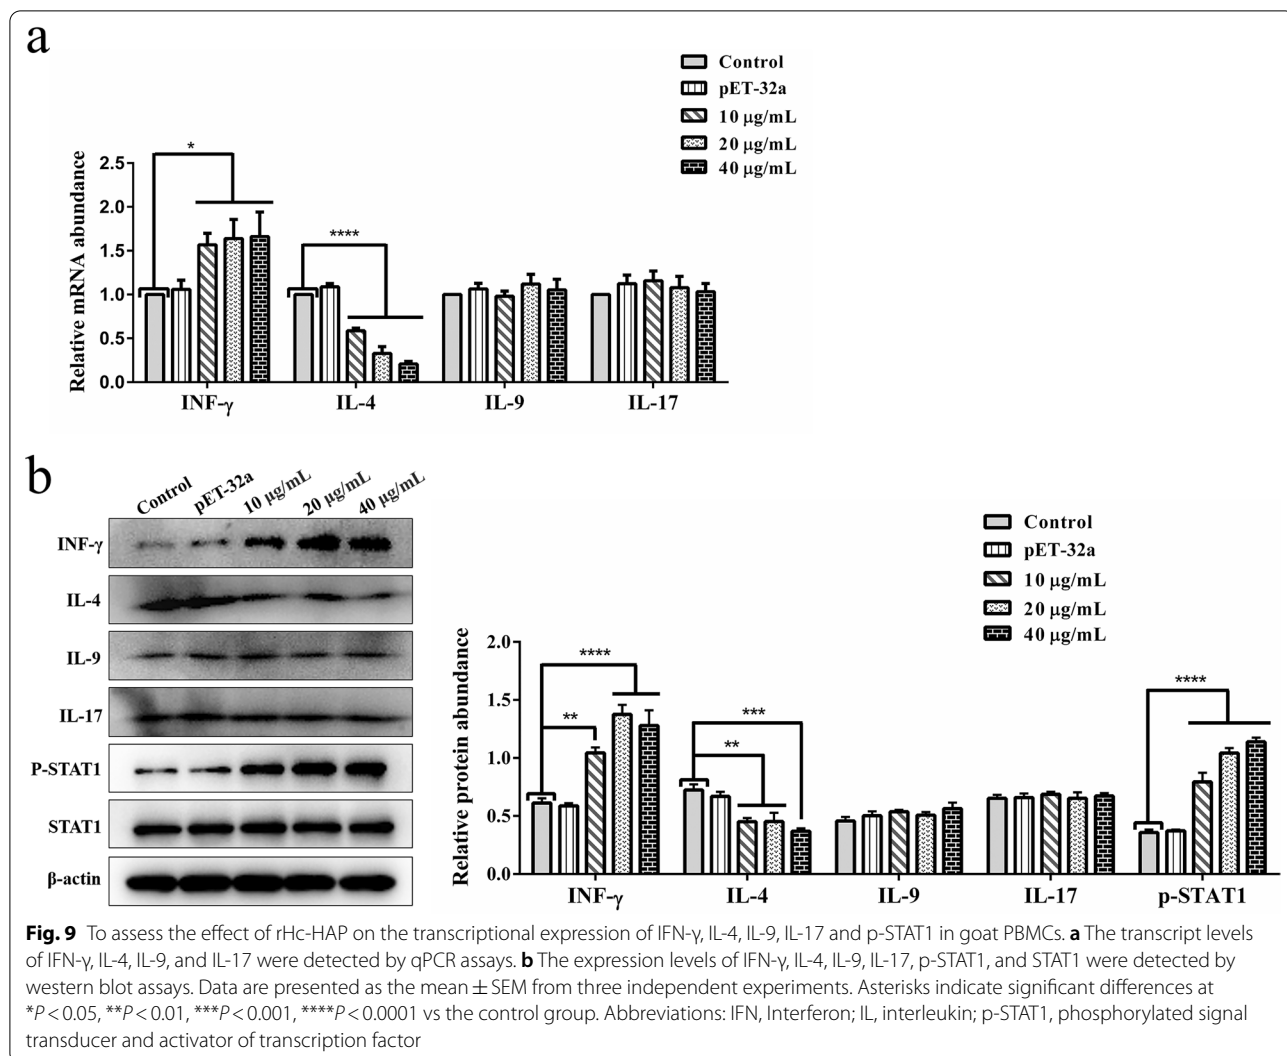 a
Control
pET-32a
10 μg/mL
20 μg/mL
40 μg/mL
Relative mRNA abundance
2.5
2.0
1.5
1.0
0.5
0.0
*
****
INF-γ
IL-4
IL-9
IL-17
b
Control
pET-32a
10 μg/mL
20 μg/mL
40 μg/mL
INF-γ
IL-4
IL-9
IL-17
P-STAT1
STAT1
β-actin
Control
pET-32a
10 μg/mL
20 μg/mL
40 μg/mL
Relative protein abundance
2.0
1.5
1.0
0.5
0.0
****
**
***
**
****
INF-γ
IL-4
IL-9
IL-17
p-STAT1
Fig. 9 To assess the effect of rHc-HAP on the transcriptional expression of IFN-γ, IL-4, IL-9, IL-17 and p-STAT1 in goat PBMCs. a The transcript levels
of IFN-γ, IL-4, IL-9, and IL-17 were detected by qPCR assays. b The expression levels of IFN-γ, IL-4, IL-9, IL-17, p-STAT1, and STAT1 were detected by
western blot assays. Data are presented as the mean ± SEM from three independent experiments. Asterisks indicate significant differences at
*P < 0.05, **P < 0.01, ***P < 0.001, ****P < 0.0001 vs the control group. Abbreviations: IFN, Interferon; IL, interleukin; p-STAT1, phosphorylated signal
transducer and activator of transcription factor